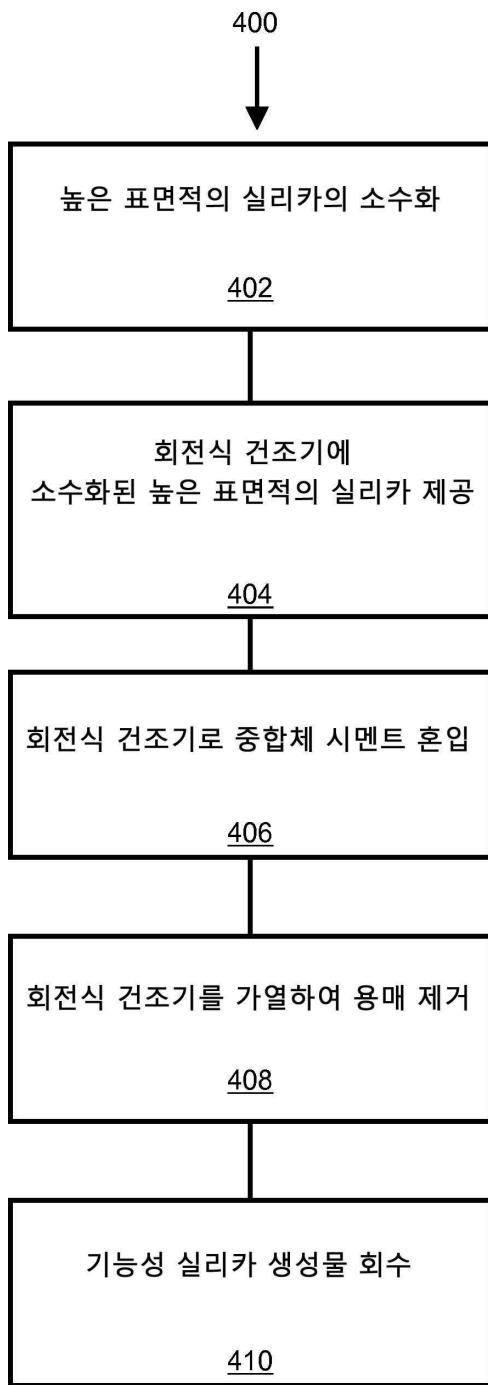 400
높은 표면적의 실리카의 소수화
402
회전식 건조기에
소수화된 높은 표면적의 실리카 제공
404
회전식 건조기로 중합체 시멘트 혼입
406
회전식 건조기를 가열하여 용매 제거
408
기능성 실리카 생성물 회수
410